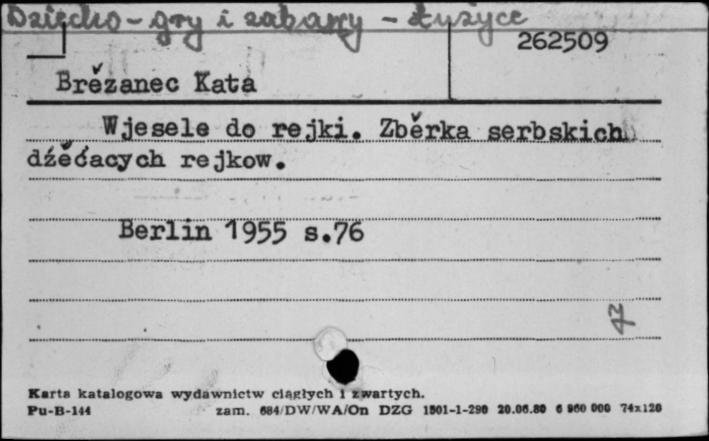 Dziecko - gry i zabawy - Łużyce
262509
Brězanec Kata
Wjesele do rejki. Zběrka serbskich
dźěćacych rejkow.
Berlin 1955 s.76
Karta katalogowa wydawnictw ciągłych i zwartych.
Pu-B-144 zam. 684/DW/WA/On DZG 1501-1-290 20.06.80 6 960 000 74x120